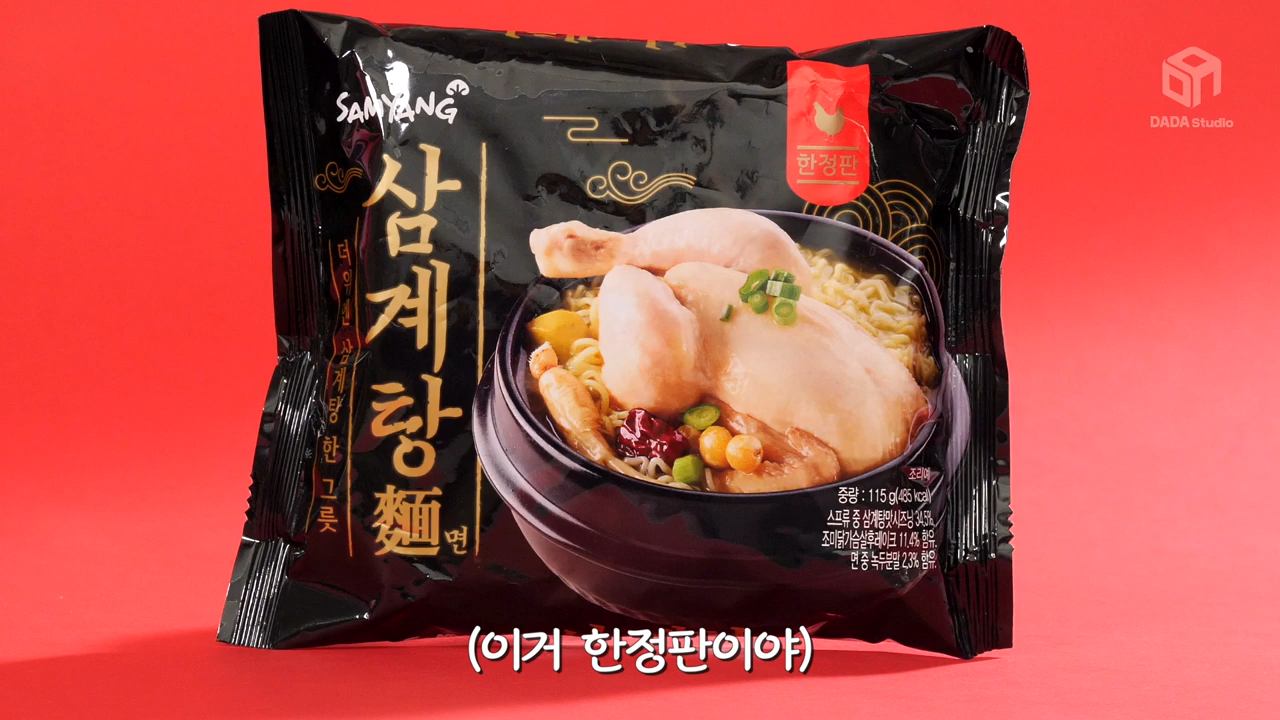 SAMYANG
삼계탕
麵면
더위엔 삼계탕 한 그릇
한정판
DADA Studio
조리예
중량 : 115 g(485 kcal)
스프류 중 삼계탕맛시즈닝 34.5%,
조미닭가슴살후레이크 11.4% 함유,
면 중 녹두분말 2.3% 함유.
(이거 한정판이야)